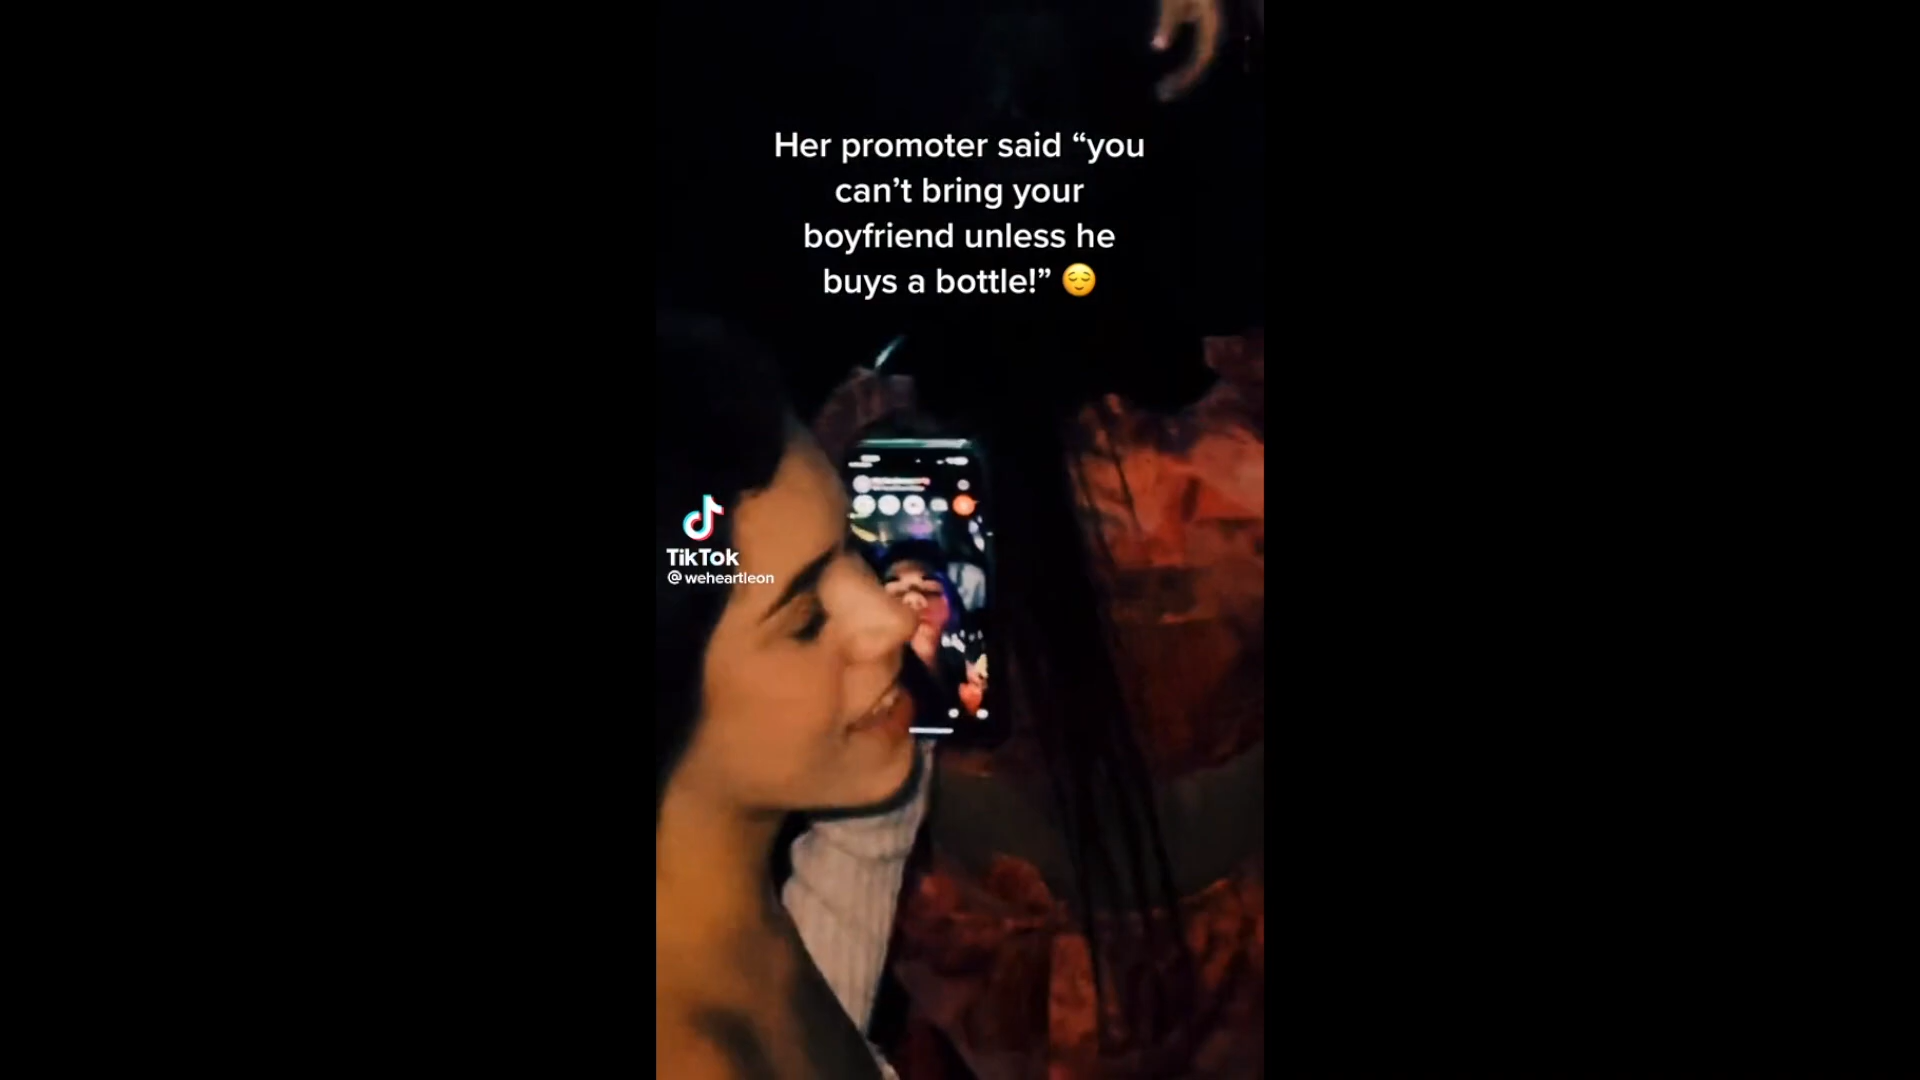 Her promoter said “you
can’t bring your
boyfriend unless he
buys a bottle!” 😌
TikTok
@weheartleon